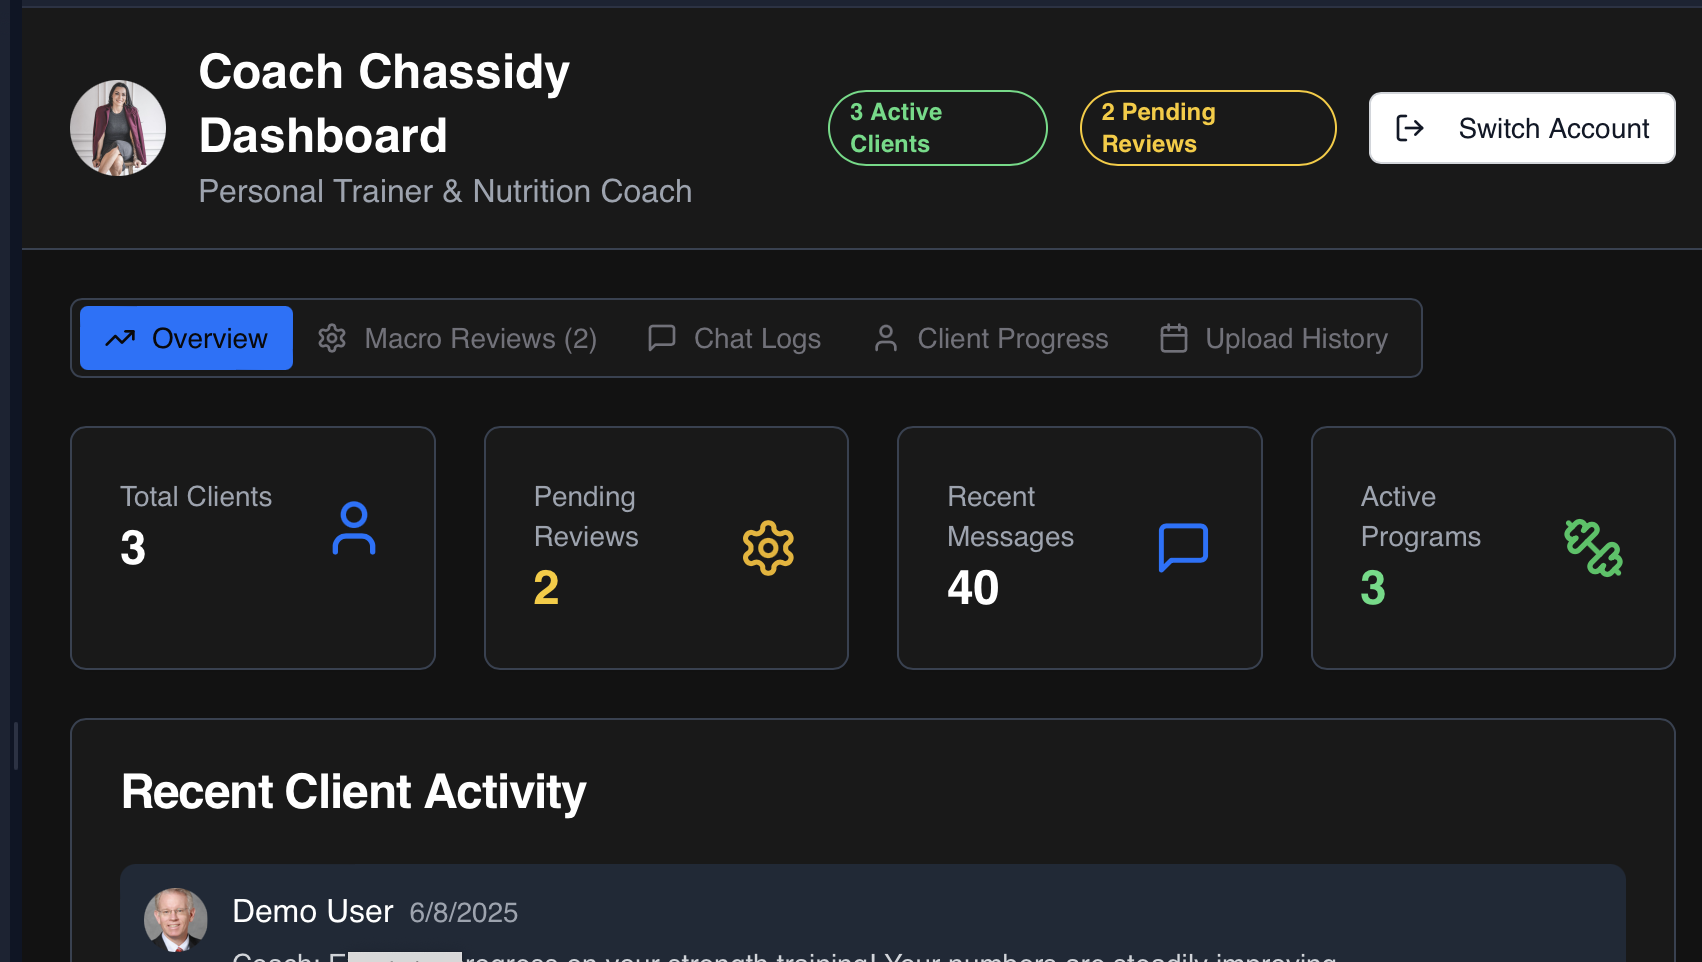 Coach Chassidy
Dashboard
Personal Trainer & Nutrition Coach
3 Active
Clients
2 Pending
Reviews
Switch Account
Overview
Macro Reviews (2)
Chat Logs
Client Progress
Upload History
Total Clients
3
Pending
Reviews
2
Recent
Messages
40
Active
Programs
3
Recent Client Activity
Demo User 6/8/2025
Coach: on your strength training! Your numbers are steadily improving